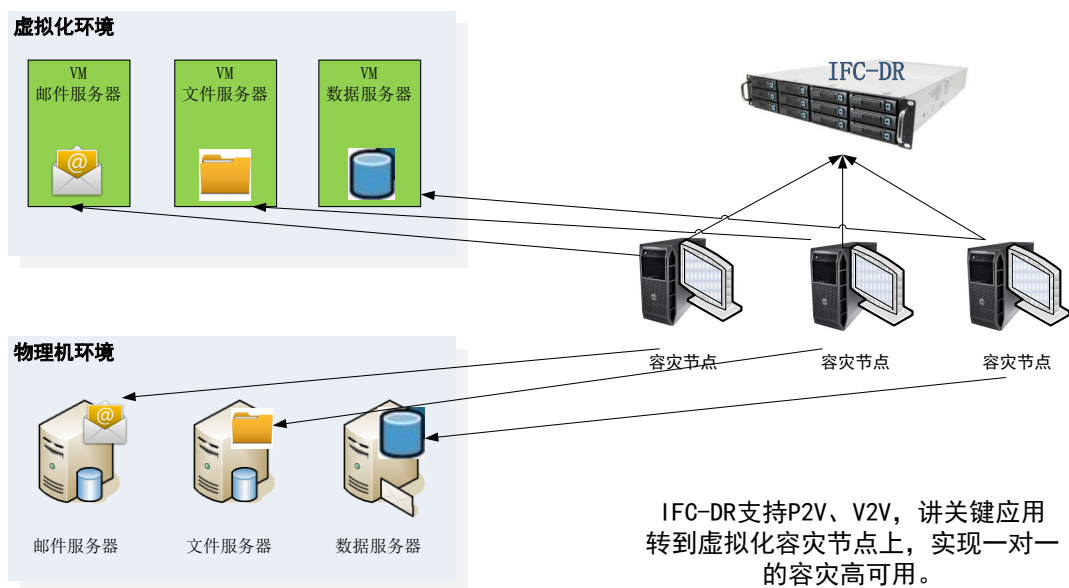 虚拟化环境
VM
邮件服务器
VM
文件服务器
VM
数据服务器
IFC-DR
容灾节点
容灾节点
容灾节点
物理机环境
邮件服务器
文件服务器
数据服务器
IFC-DR支持P2V、V2V，讲关键应用
转到虚拟化容灾节点上，实现一对一
的容灾高可用。